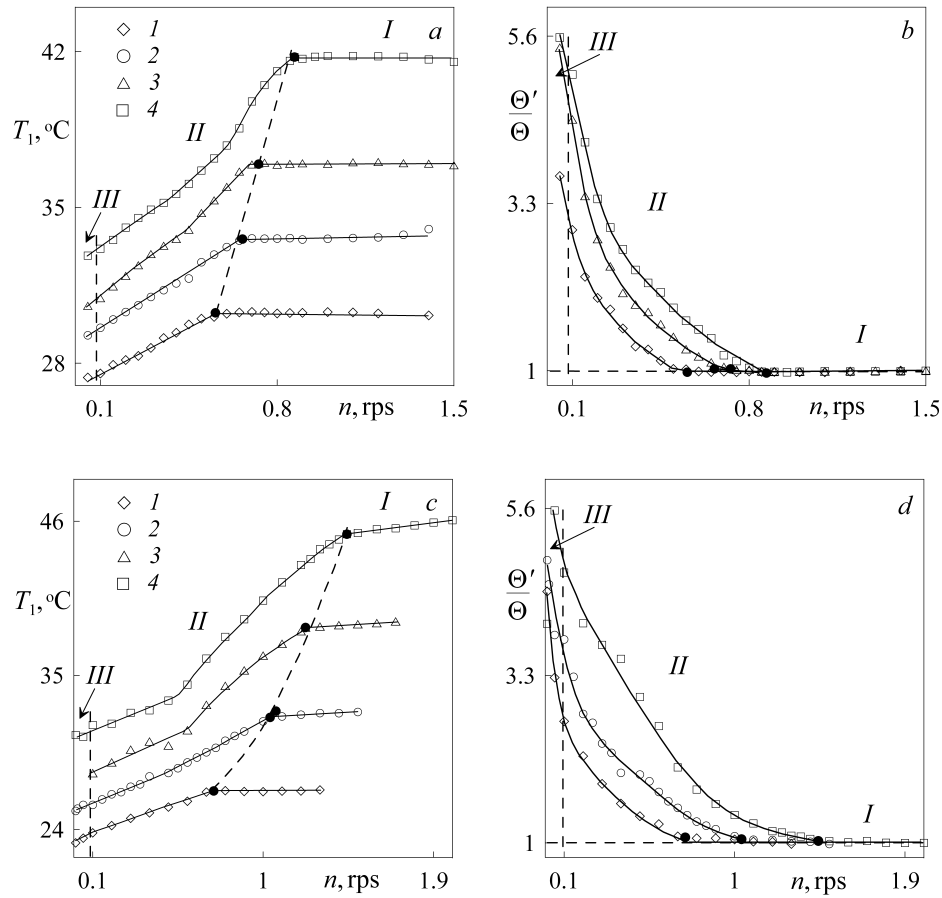 I a
42
1
2
3
4
T₁, °C
II
III
35
28
0.1 0.8 n, rps 1.5
b
5.6
III
Θ′/Θ
II
3.3
I
1
0.1 0.8 n, rps 1.5
I c
46
1
2
3
4
T₁, °C
II
III
35
24
0.1 1 n, rps 1.9
d
5.6
III
Θ′/Θ
II
3.3
I
1
0.1 1 n, rps 1.9